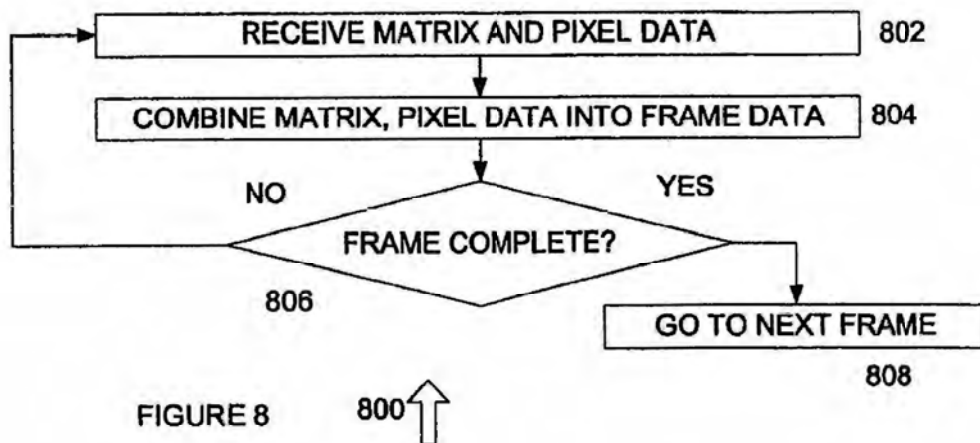 RECEIVE MATRIX AND PIXEL DATA 802
COMBINE MATRIX, PIXEL DATA INTO FRAME DATA 804
NO YES
FRAME COMPLETE?
806
GO TO NEXT FRAME
808
FIGURE 8 800